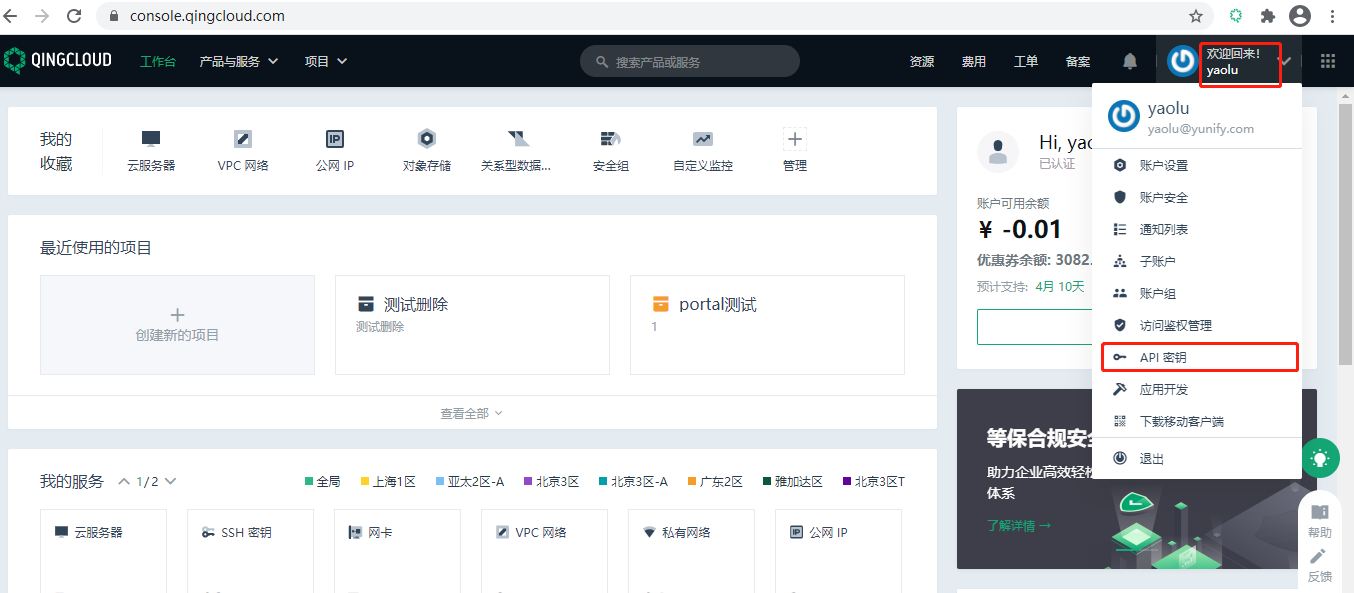 console.qingcloud.com
QINGCLOUD
工作台
产品与服务
项目
搜索产品或服务
资源
费用
工单
备案
欢迎回来!
yaolu
我的
收藏
云服务器
VPC 网络
公网 IP
对象存储
关系型数据...
安全组
自定义监控
管理
Hi, yao
已认证
账户可用余额
¥ -0.01
优惠券余额: 3082.
预计支持: 4月 10天
yaolu
yaolu@yunify.com
账户设置
账户安全
通知列表
子账户
账户组
访问鉴权管理
API 密钥
应用开发
下载移动客户端
退出
最近使用的项目
创建新的项目
测试删除
测试删除
portal测试
1
查看全部
等保合规安全
助力企业高效轻松
体系
了解详情 →
我的服务
1/2
全局
上海1区
亚太2区-A
北京3区
北京3区-A
广东2区
雅加达区
北京3区T
云服务器
SSH 密钥
网卡
VPC 网络
私有网络
公网 IP
帮助
反馈